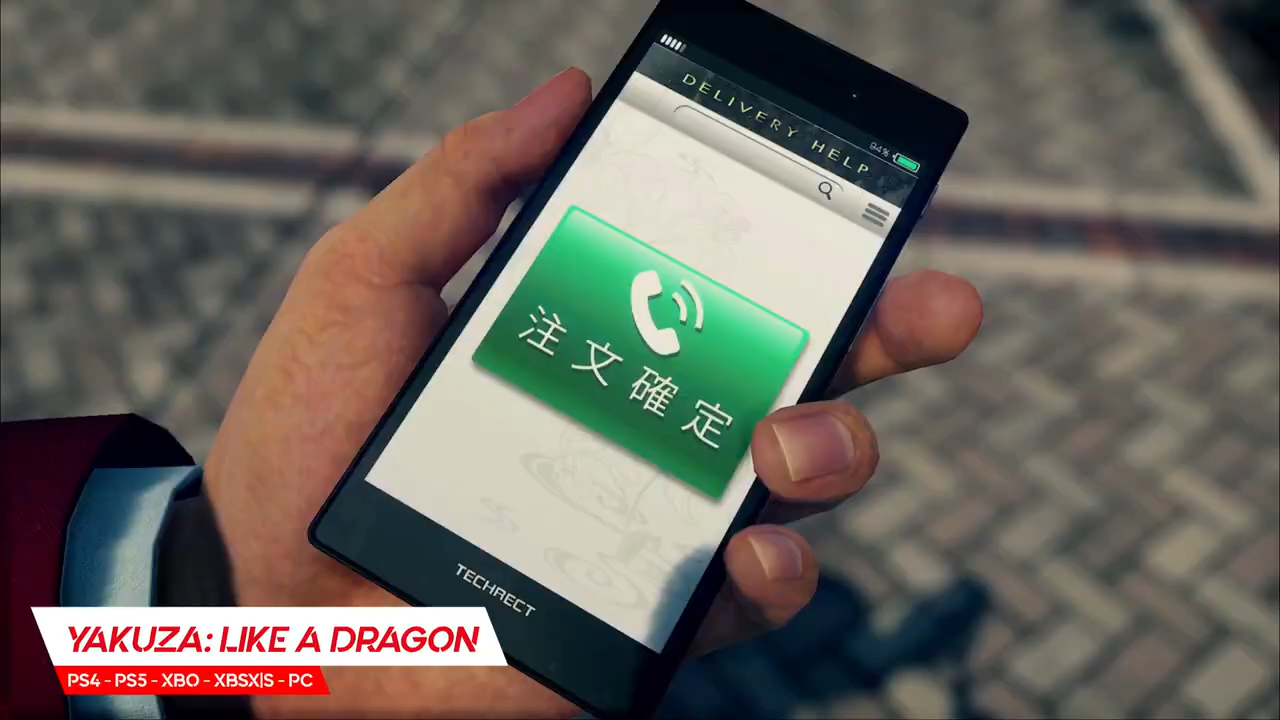 DELIVERY HELP
94%
注文確定
TECHRECT
YAKUZA: LIKE A DRAGON
PS4 - PS5 - XBO - XBSX|S - PC